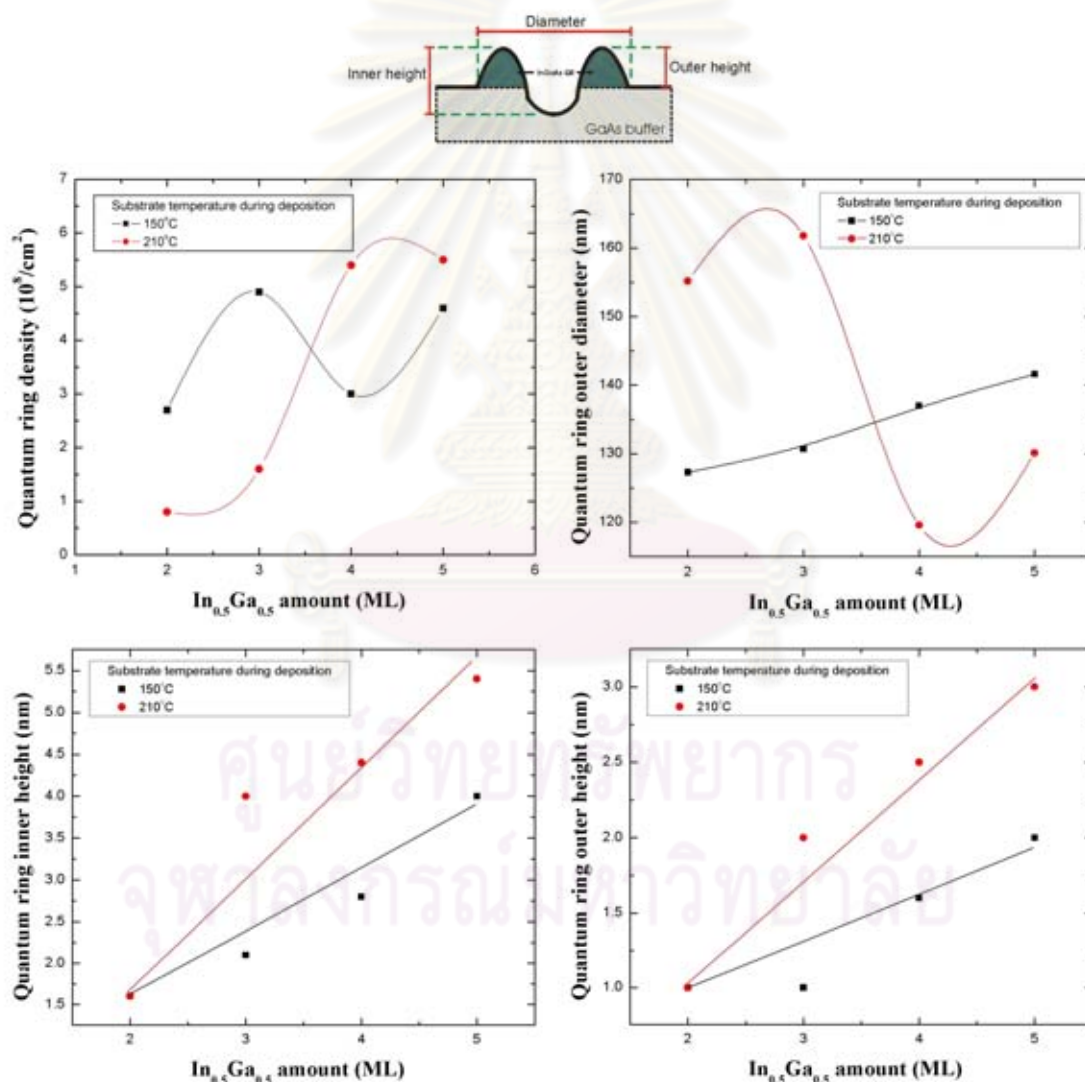 Diameter
Inner height
InGaAs QR
Outer height
GaAs buffer
Substrate temperature during deposition
150°C
210°C
Quantum ring density (10⁸/cm²)
7
6
5
4
3
2
1
0
1 2 3 4 5 6
In₀.₅Ga₀.₅ amount (ML)
Substrate temperature during deposition
150°C
210°C
Quantum ring outer diameter (nm)
170
160
150
140
130
120
2 3 4 5
In₀.₅Ga₀.₅ amount (ML)
Substrate temperature during deposition
150°C
210°C
Quantum ring inner height (nm)
5.5
5.0
4.5
4.0
3.5
3.0
2.5
2.0
1.5
2 3 4 5
In₀.₅Ga₀.₅ amount (ML)
Substrate temperature during deposition
150°C
210°C
Quantum ring outer height (nm)
3.0
2.5
2.0
1.5
1.0
2 3 4 5
In₀.₅Ga₀.₅ amount (ML)
ศูนย์วิทยทรัพยากร
จุฬาลงกรณ์มหาวิทยาลัย